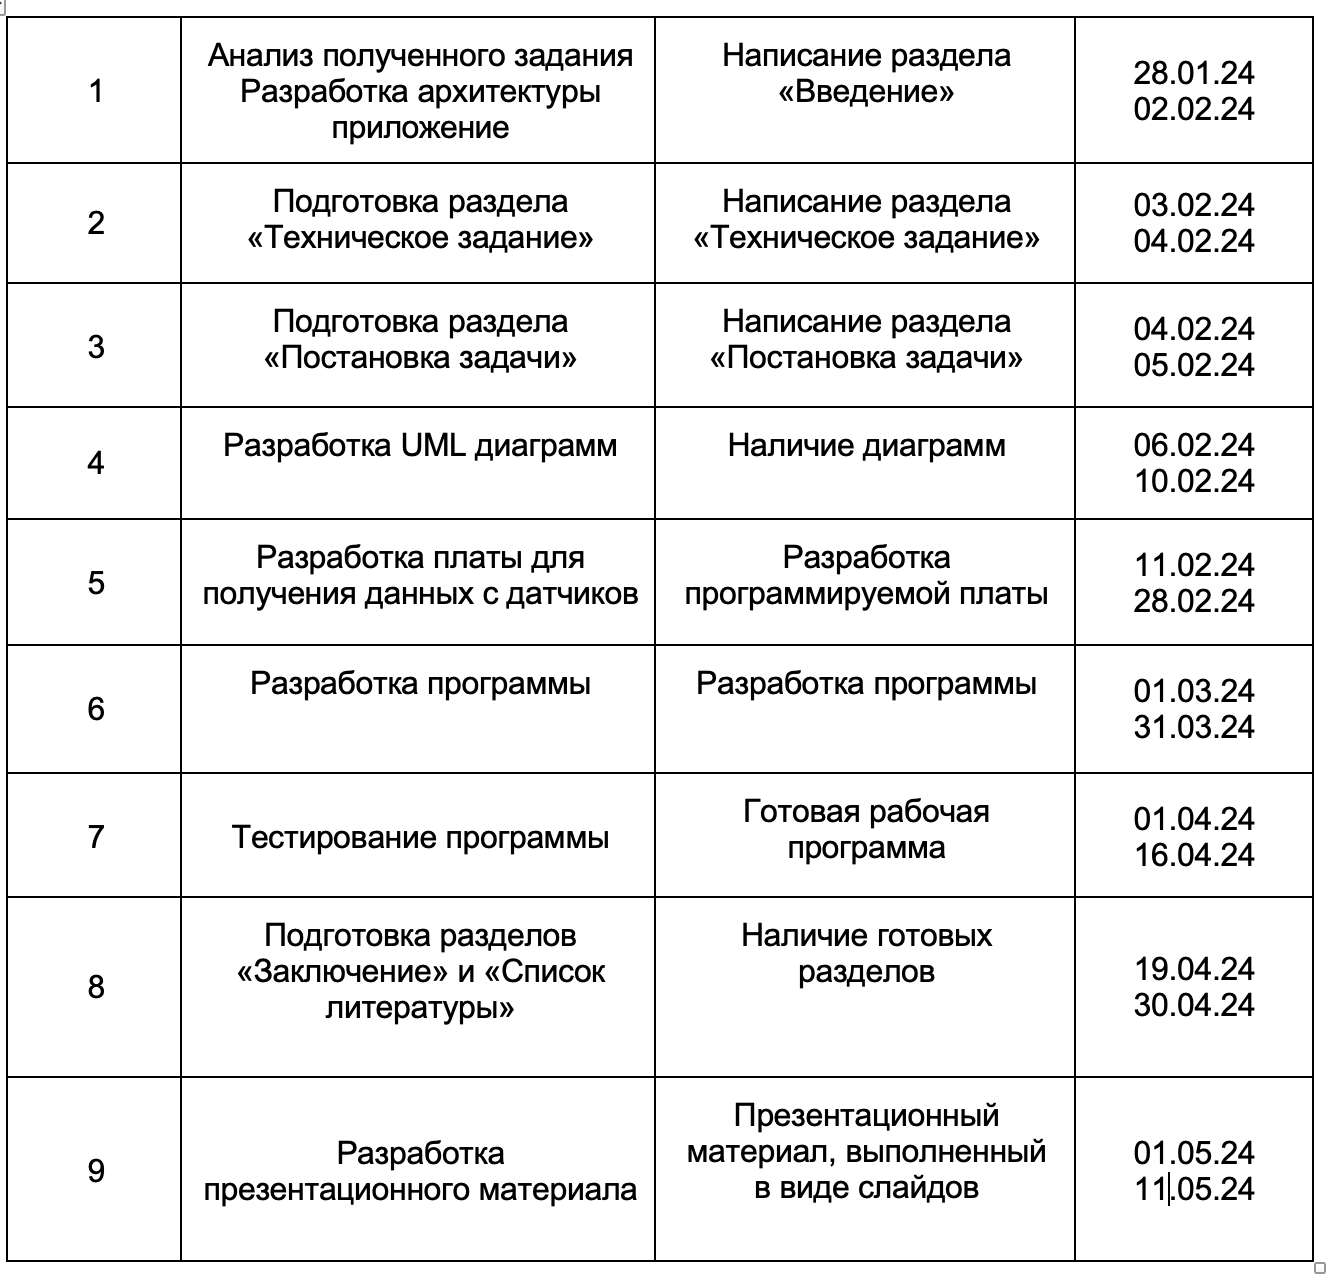 1
Анализ полученного задания
Разработка архитектуры
приложение
Написание раздела
«Введение»
28.01.24
02.02.24
2
Подготовка раздела
«Техническое задание»
Написание раздела
«Техническое задание»
03.02.24
04.02.24
3
Подготовка раздела
«Постановка задачи»
Написание раздела
«Постановка задачи»
04.02.24
05.02.24
4
Разработка UML диаграмм
Наличие диаграмм
06.02.24
10.02.24
5
Разработка платы для
получения данных с датчиков
Разработка
программируемой платы
11.02.24
28.02.24
6
Разработка программы
Разработка программы
01.03.24
31.03.24
7
Тестирование программы
Готовая рабочая
программа
01.04.24
16.04.24
8
Подготовка разделов
«Заключение» и «Список
литературы»
Наличие готовых
разделов
19.04.24
30.04.24
9
Разработка
презентационного материала
Презентационный
материал, выполненный
в виде слайдов
01.05.24
11.05.24